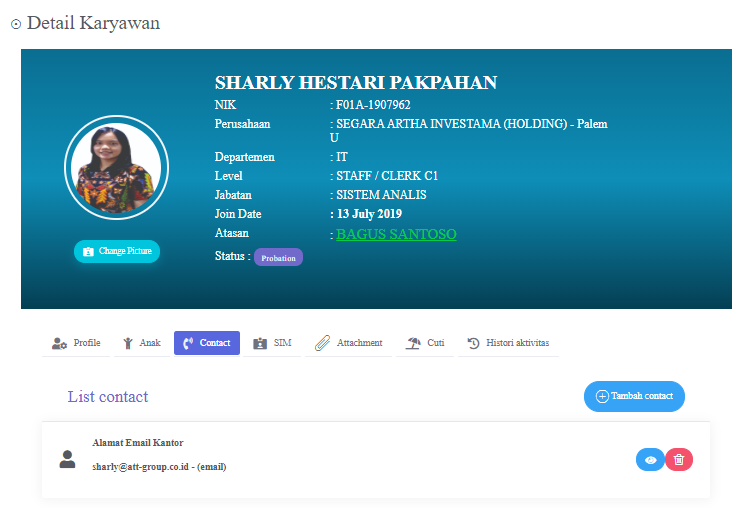 Detail Karyawan
SHARLY HESTARI PAKPAHAN
NIK : F01A-1907962
Perusahaan : SEGARA ARTHA INVESTAMA (HOLDING) - Palem
U
Departemen : IT
Level : STAFF / CLERK C1
Jabatan : SISTEM ANALIS
Join Date : 13 July 2019
Atasan : BAGUS SANTOSO
Status : Probation
Change Picture
Profile Anak Contact SIM Attachment Cuti Histori aktivitas
List contact
Tambah contact
Alamat Email Kantor
sharly@att-group.co.id - (email)